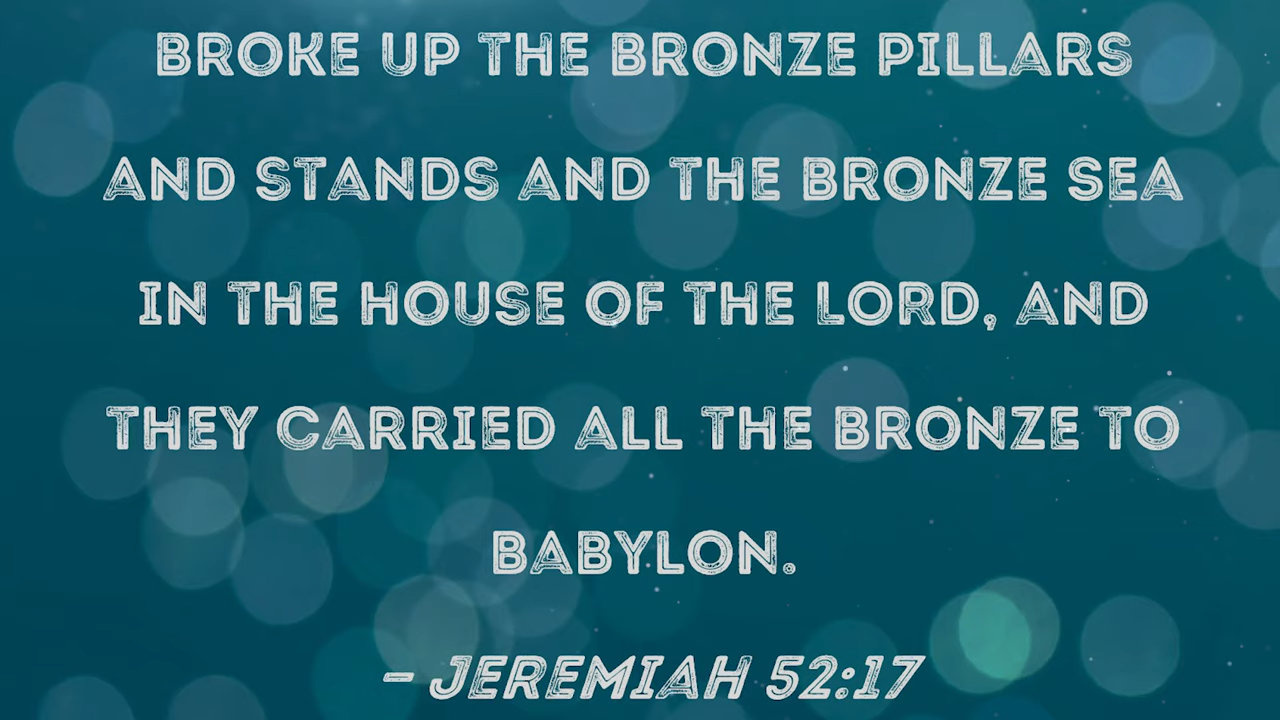 BROKE UP THE BRONZE PILLARS
AND STANDS AND THE BRONZE SEA
IN THE HOUSE OF THE LORD, AND
THEY CARRIED ALL THE BRONZE TO
BABYLON.
– JEREMIAH 52:17